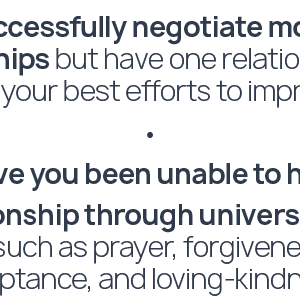 ccessfully negotiate mo
hips but have one relatio
your best efforts to impr
•
ve you been unable to h
onship through univers
such as prayer, forgivene
ptance, and loving-kindn